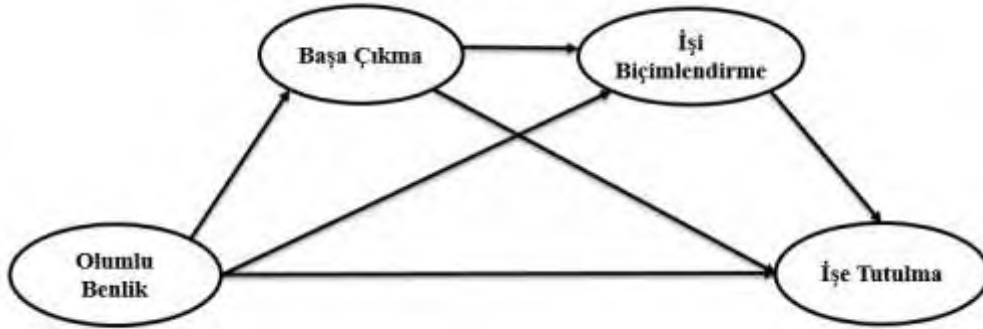 Başa Çıkma
İşi
Biçimlendirme
Olumlu
Benlik
İşe Tutulma